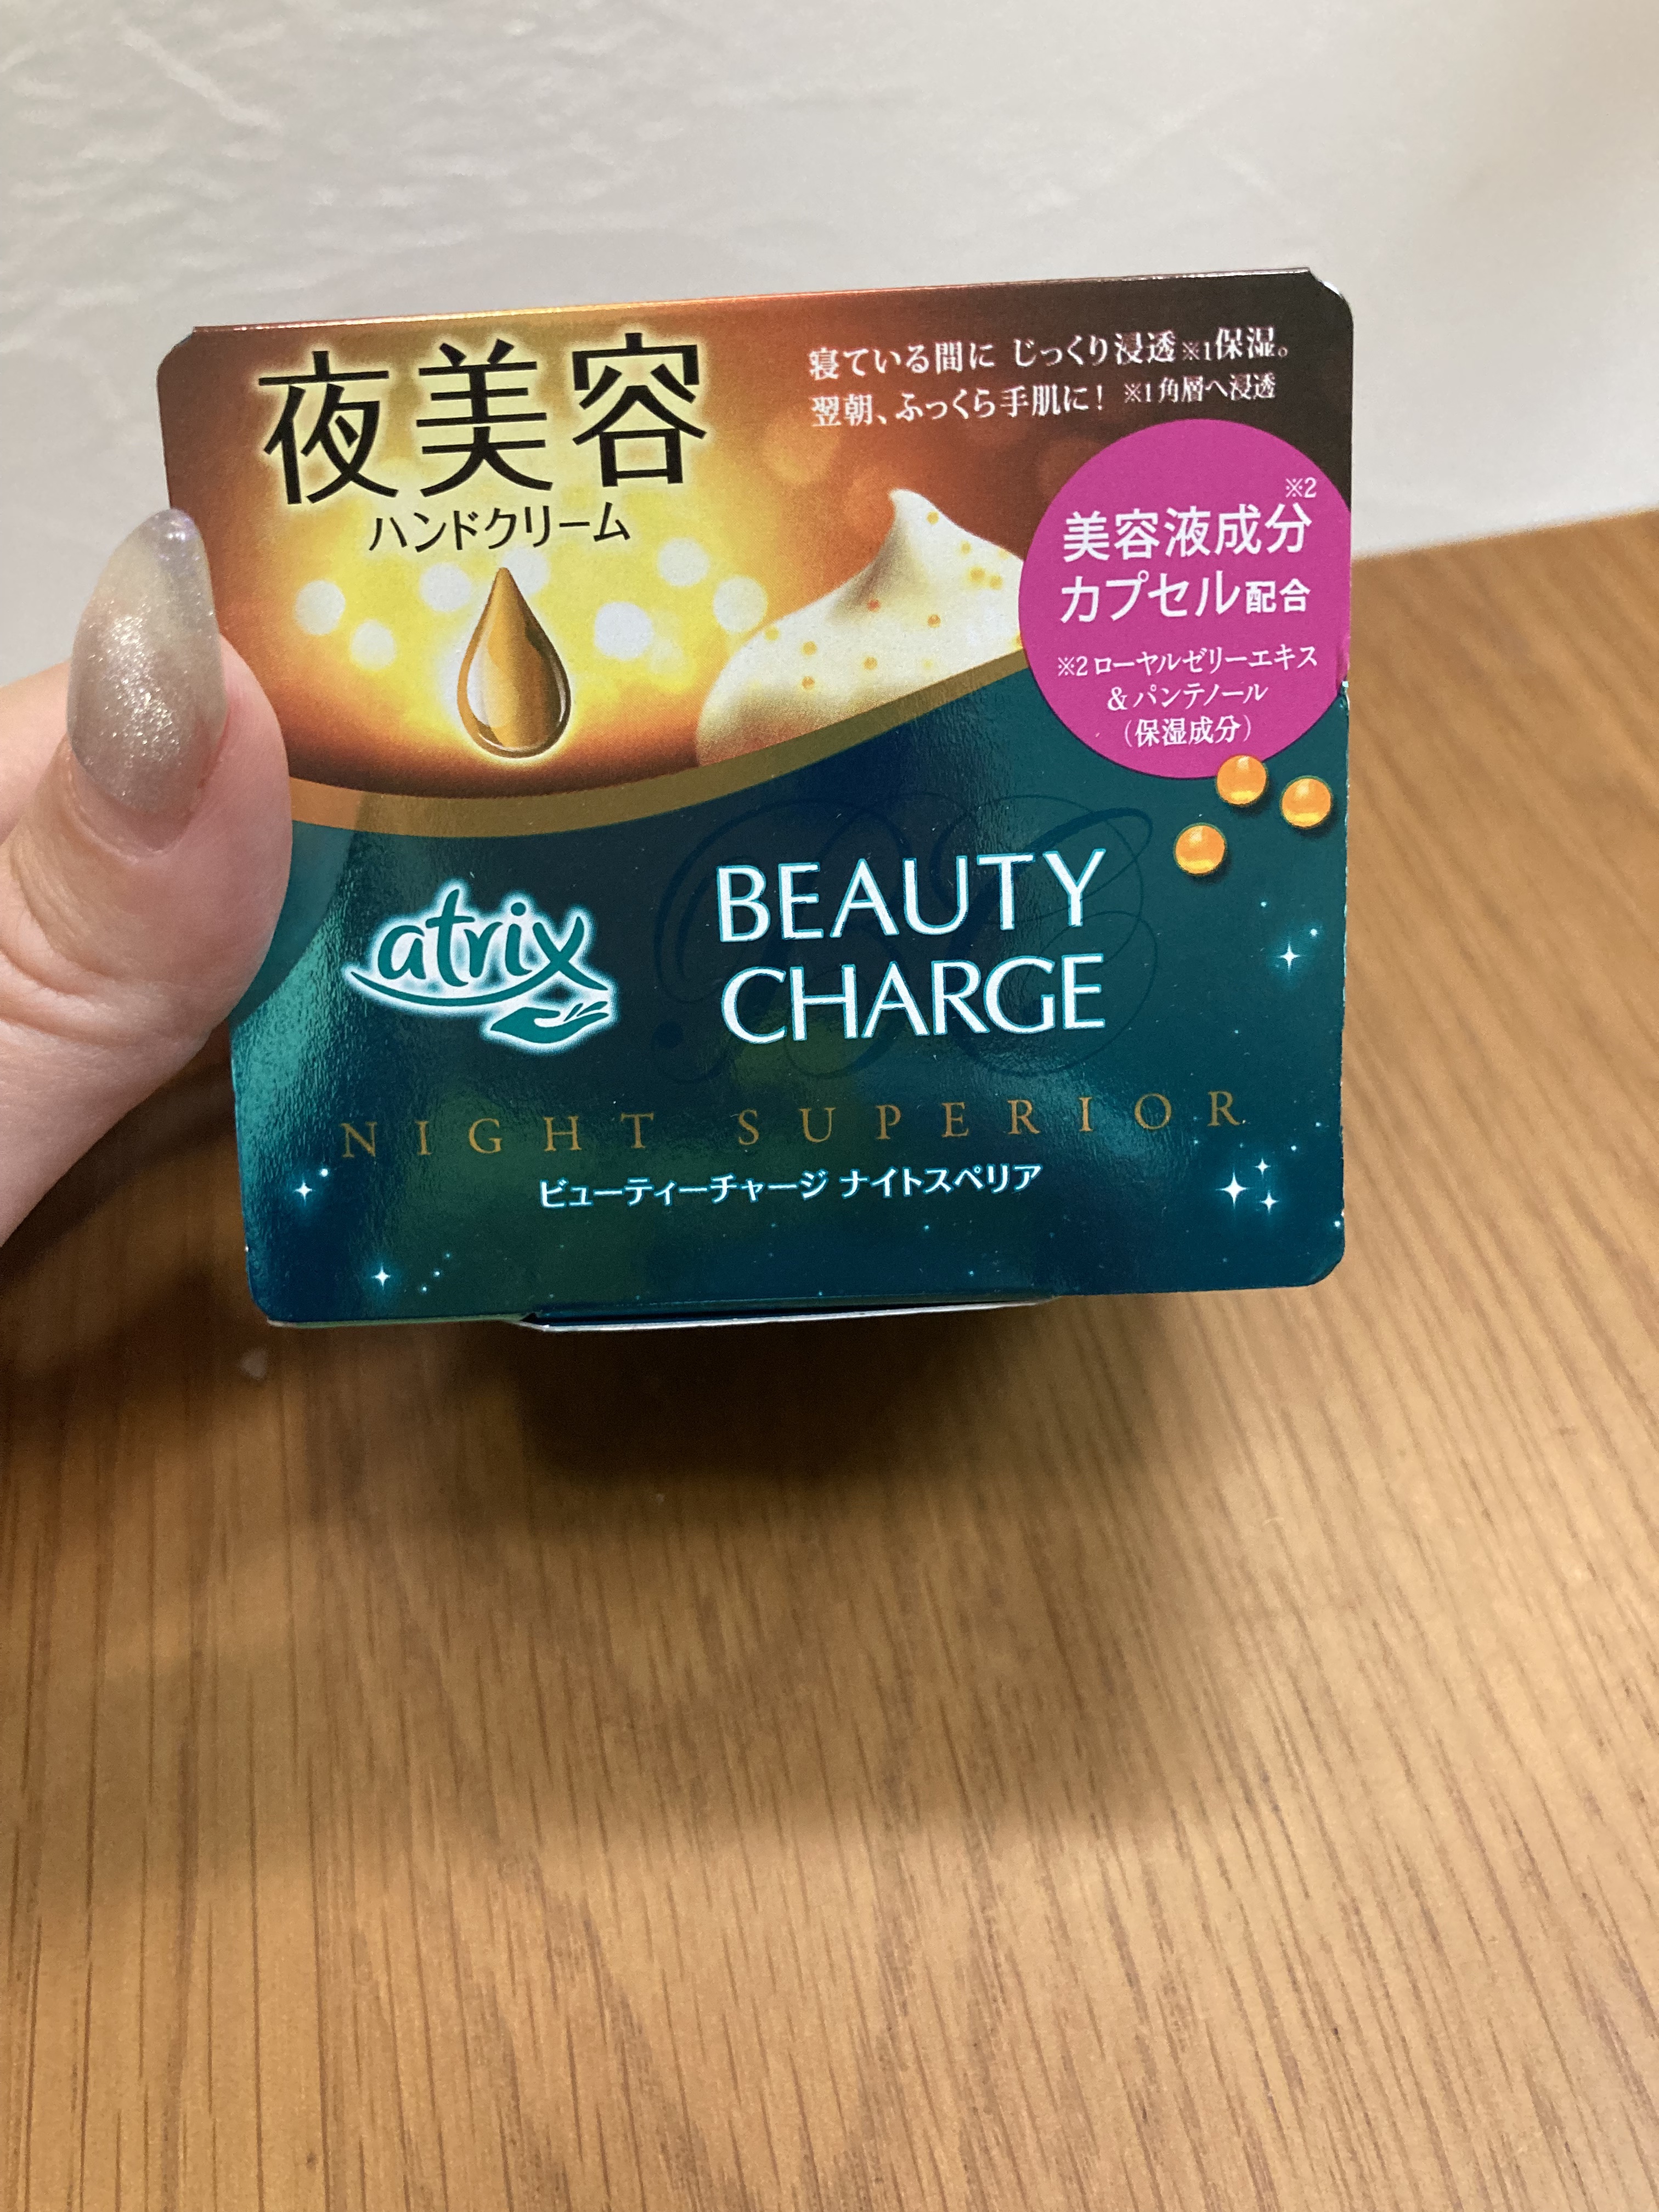 夜美容
ハンドクリーム
寝ている間に じっくり浸透※1保湿。
翌朝、ふっくら手肌に! ※1角層へ浸透
※2
美容液成分
カプセル配合
※2ローヤルゼリーエキス
&パンテノール
(保湿成分)
atrix
BEAUTY
CHARGE
NIGHT SUPERIOR
ビューティーチャージ ナイトスペリア